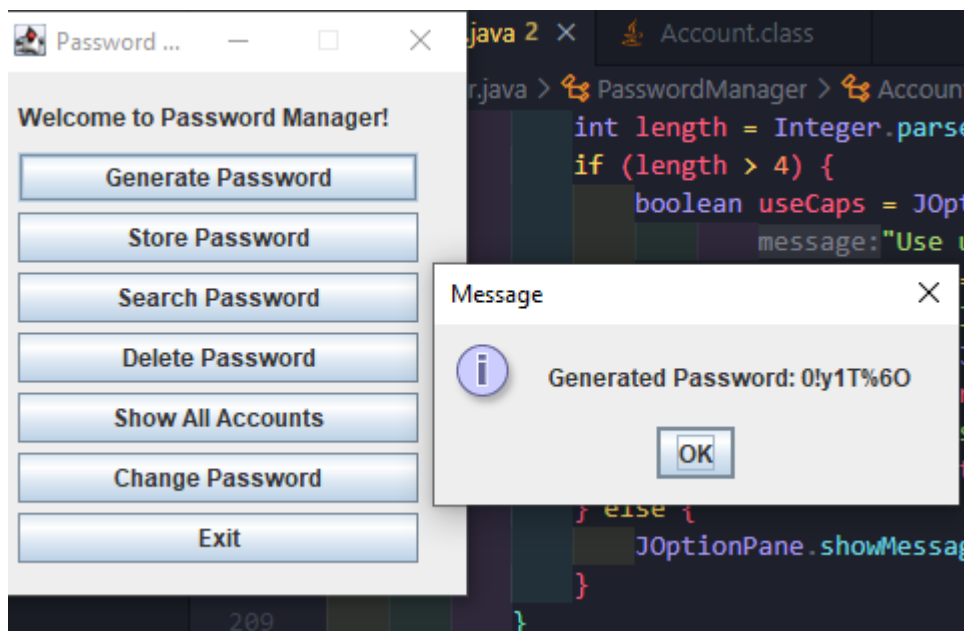 Password ...
Welcome to Password Manager!
Generate Password
Store Password
Search Password
Delete Password
Show All Accounts
Change Password
Exit
.java 2 Account.class
r.java > PasswordManager > Accoun
int length = Integer.parse
if (length > 4) {
boolean useCaps = JOpt
message:"Use u
Message
Generated Password: 0!y1T%6O
OK
} else {
JOptionPane.showMessag
}
209 }